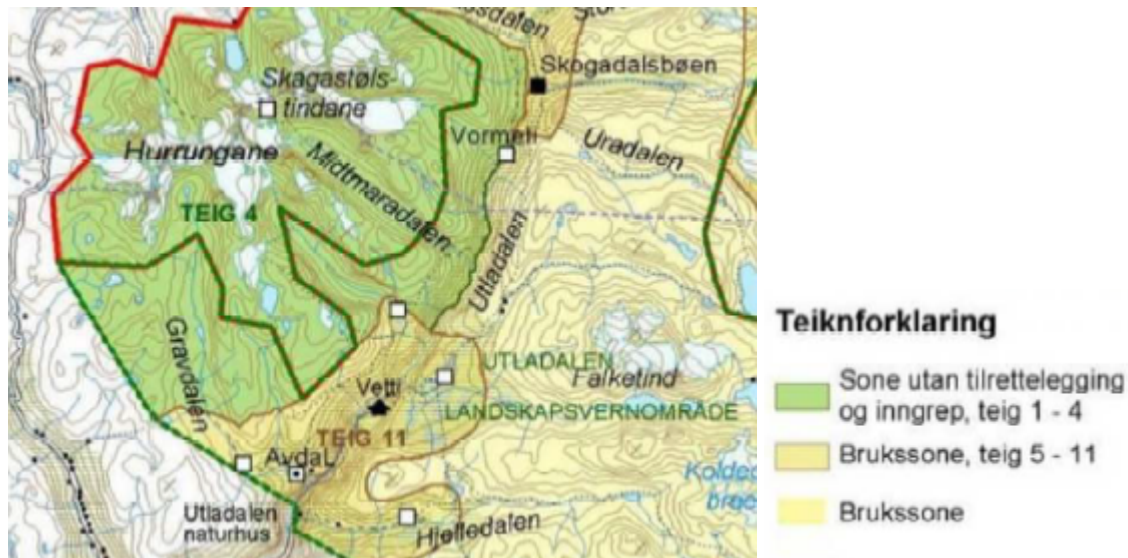 Skogadalsbøen
Skagastøls-
tindane
Vormeli
Uradalen
Hurrungane
Midtmaradalen
TEIG 4
Utladalen
Gravdalen
UTLADALEN
Falketind
Vetti
LANDSKAPSVERNOMRÅDE
TEIG 11
Avdal
Utladalen
naturhus
Hjelledalen
Teiknforklaring
Sone utan tilrettelegging
og inngrep, teig 1 - 4
Brukssone, teig 5 - 11
Brukssone